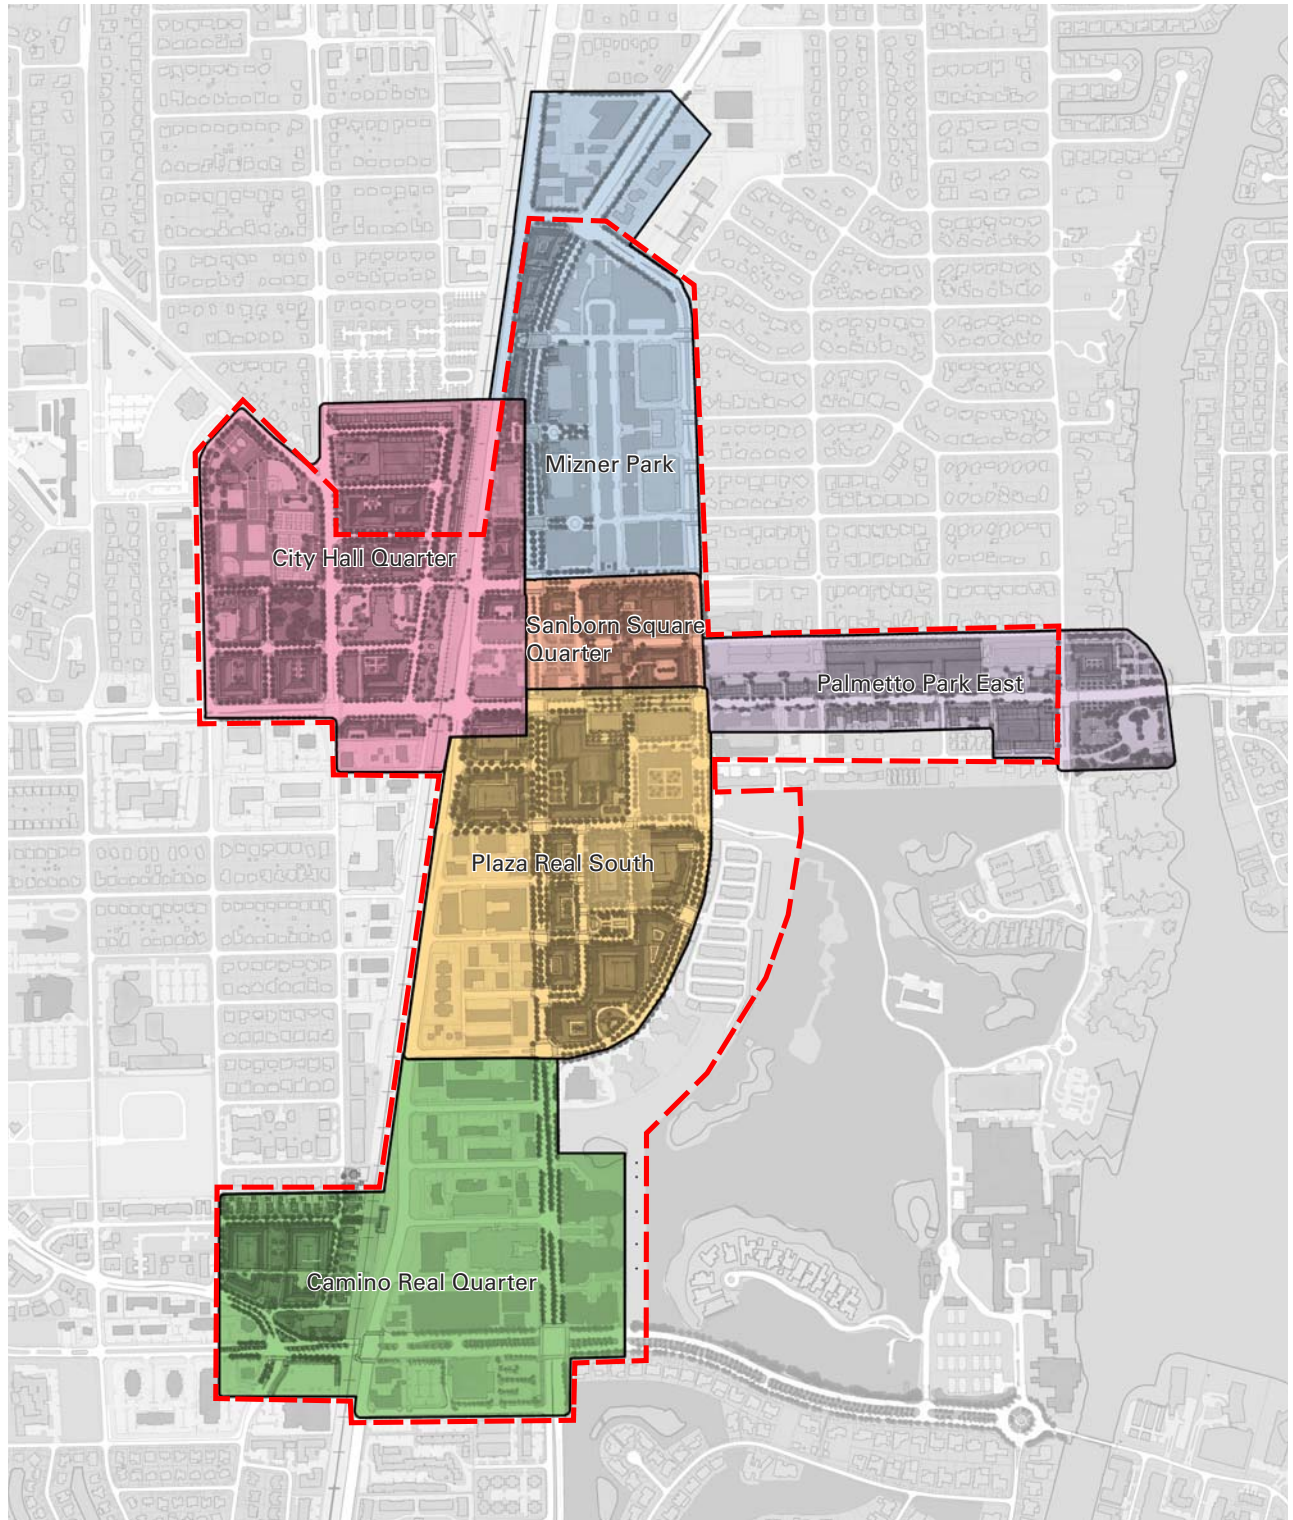 Mizner Park
City Hall Quarter
Sanborn Square
Quarter
Palmetto Park East
Plaza Real South
Camino Real Quarter